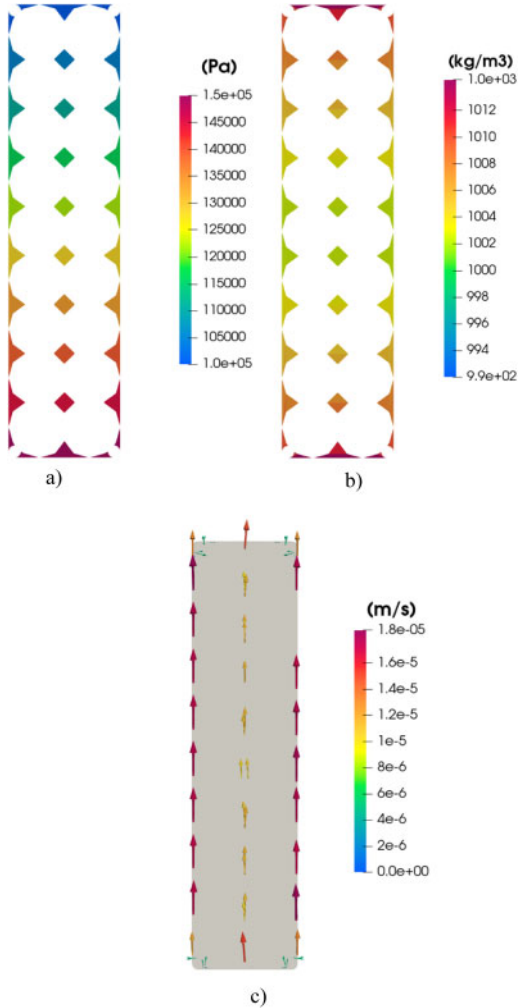 (Pa)
1.5e+05
145000
140000
135000
130000
125000
120000
115000
110000
105000
1.0e+05
a)
(kg/m3)
1.0e+03
1012
1010
1008
1006
1004
1002
1000
998
996
994
9.9e+02
b)
(m/s)
1.8e-05
1.6e-5
1.4e-5
1.2e-5
1e-5
8e-6
6e-6
4e-6
2e-6
0.0e+00
c)